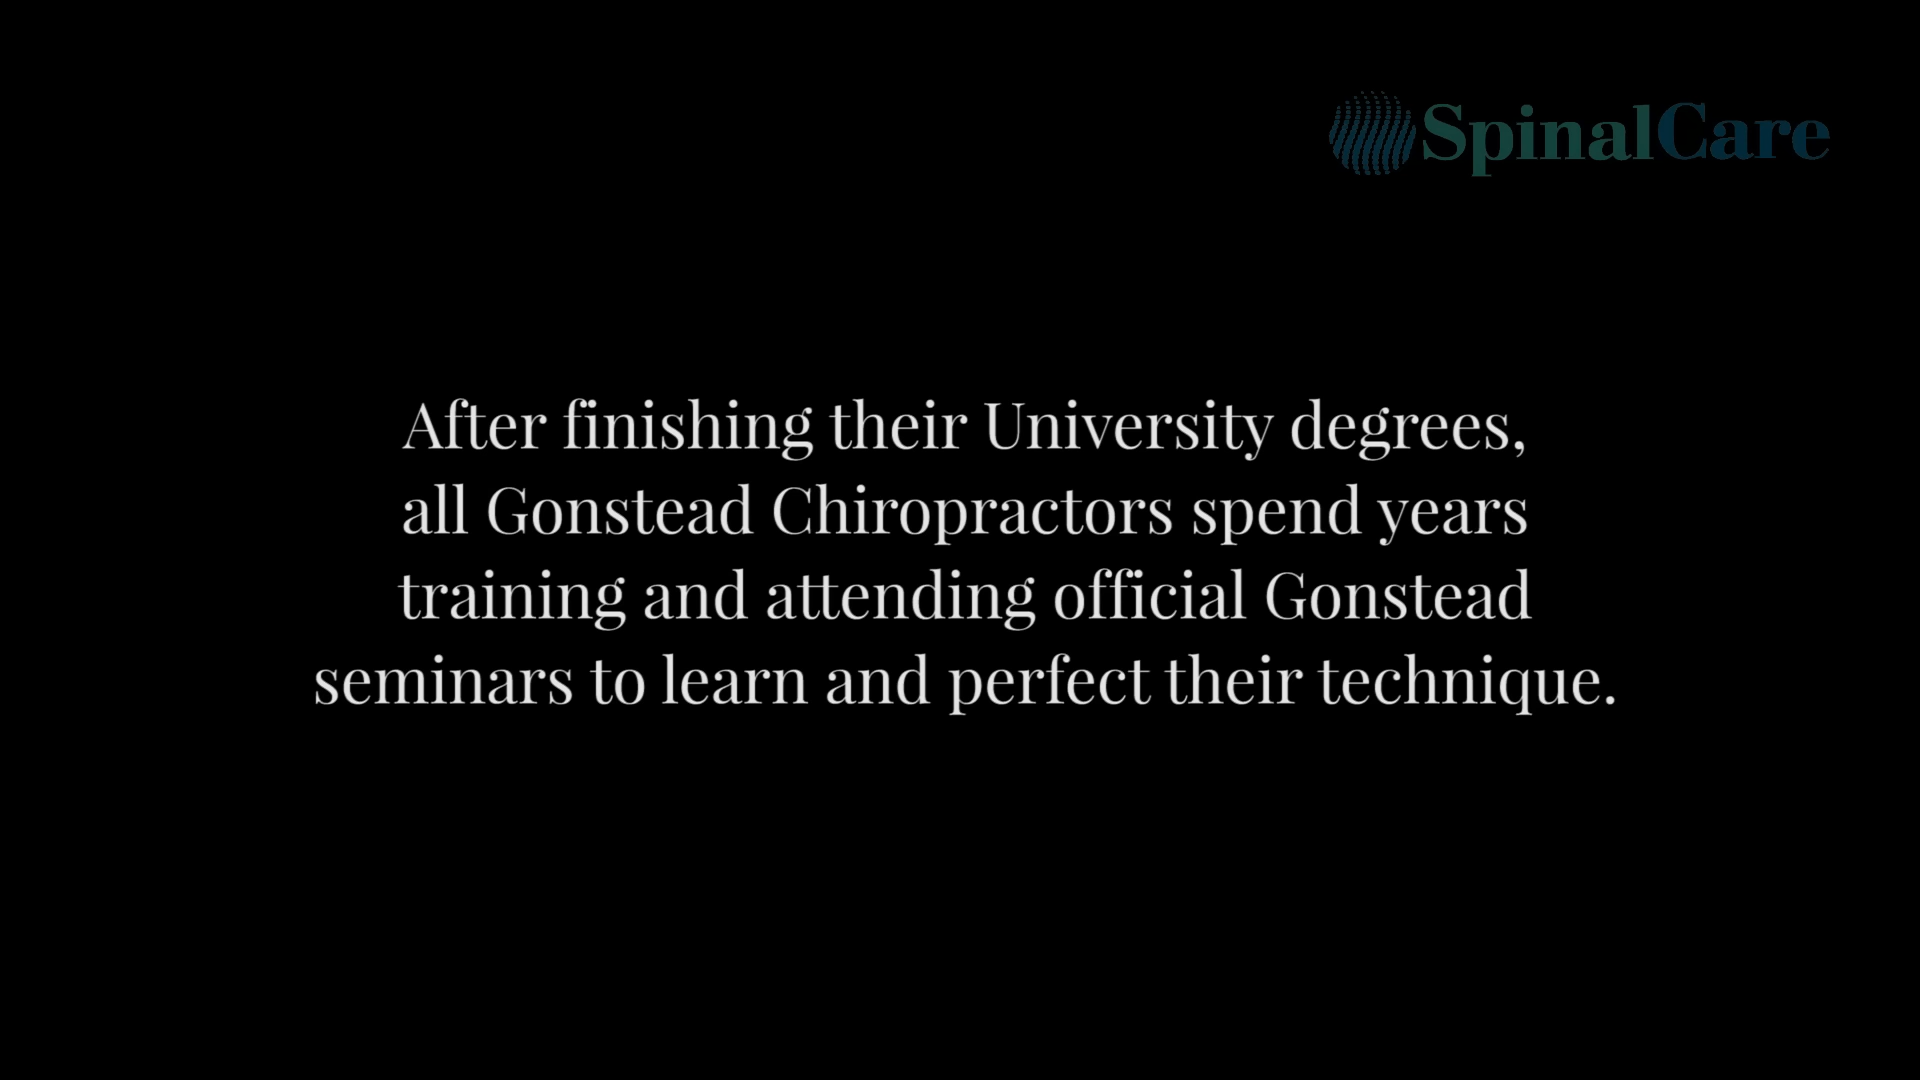 SpinalCare
After finishing their University degrees,
all Gonstead Chiropractors spend years
training and attending official Gonstead
seminars to learn and perfect their technique.